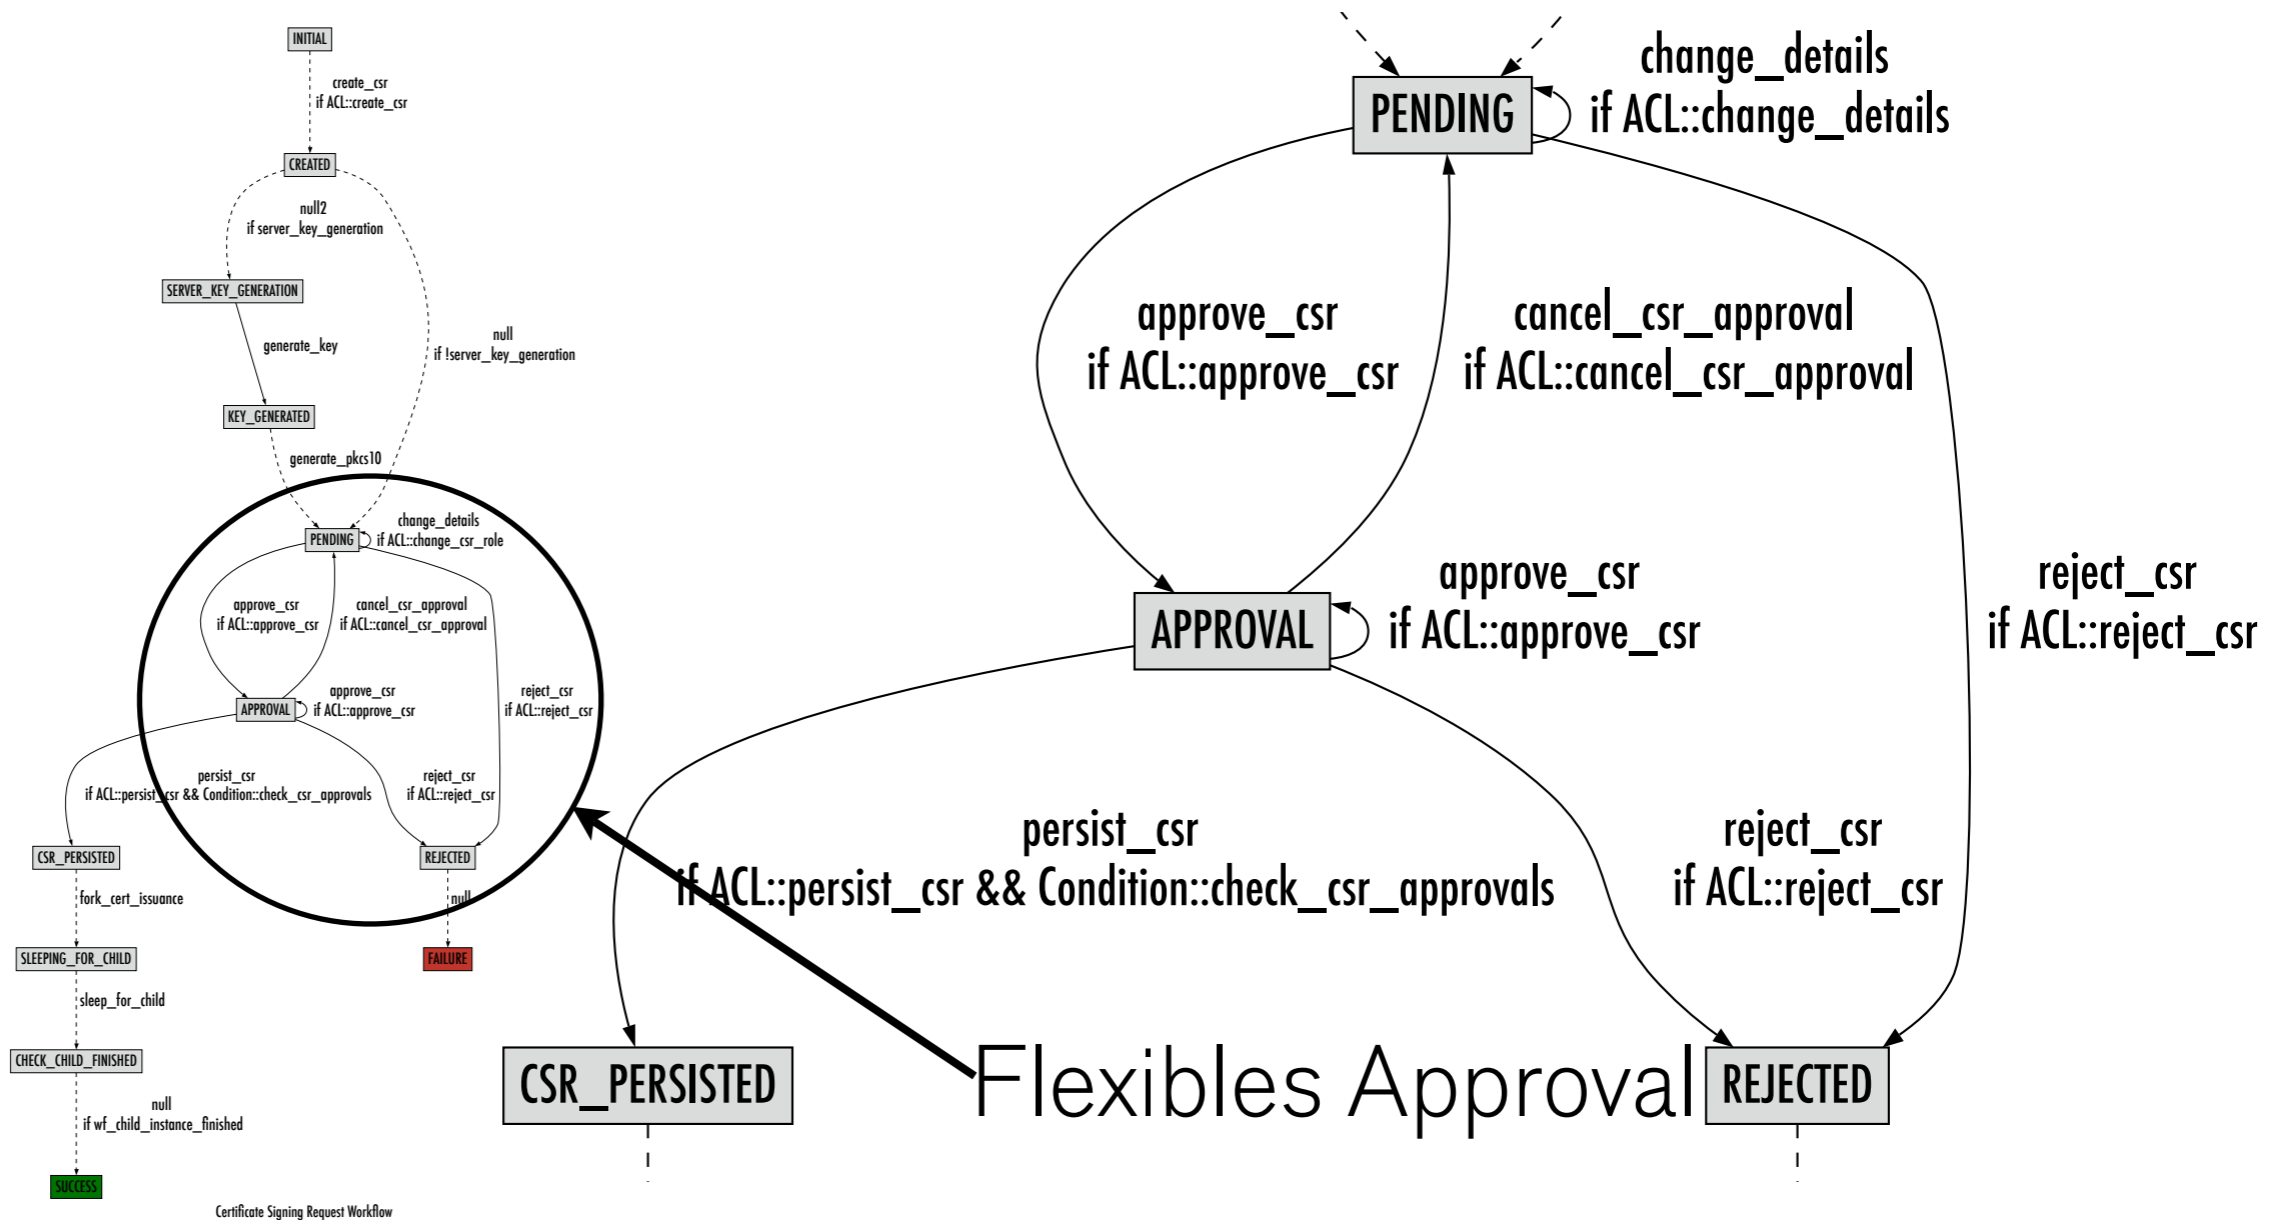 INITIAL
create_csr
if ACL::create_csr
CREATED
null2
if server_key_generation
SERVER_KEY_GENERATION
null
if !server_key_generation
generate_key
KEY_GENERATED
generate_pkcs10
PENDING
change_details
if ACL::change_csr_role
approve_csr
if ACL::approve_csr
cancel_csr_approval
if ACL::cancel_csr_approval
APPROVAL
approve_csr
if ACL::approve_csr
reject_csr
if ACL::reject_csr
persist_csr
if ACL::persist_csr && Condition::check_csr_approvals
reject_csr
if ACL::reject_csr
CSR_PERSISTED
REJECTED
fork_cert_issuance
null
SLEEPING_FOR_CHILD
FAILURE
sleep_for_child
CHECK_CHILD_FINISHED
null
if wf_child_instance_finished
SUCCESS
Certificate Signing Request Workflow
PENDING
change_details
if ACL::change_details
approve_csr
if ACL::approve_csr
cancel_csr_approval
if ACL::cancel_csr_approval
APPROVAL
approve_csr
if ACL::approve_csr
reject_csr
if ACL::reject_csr
persist_csr
if ACL::persist_csr && Condition::check_csr_approvals
reject_csr
if ACL::reject_csr
CSR_PERSISTED
Flexibles Approval
REJECTED